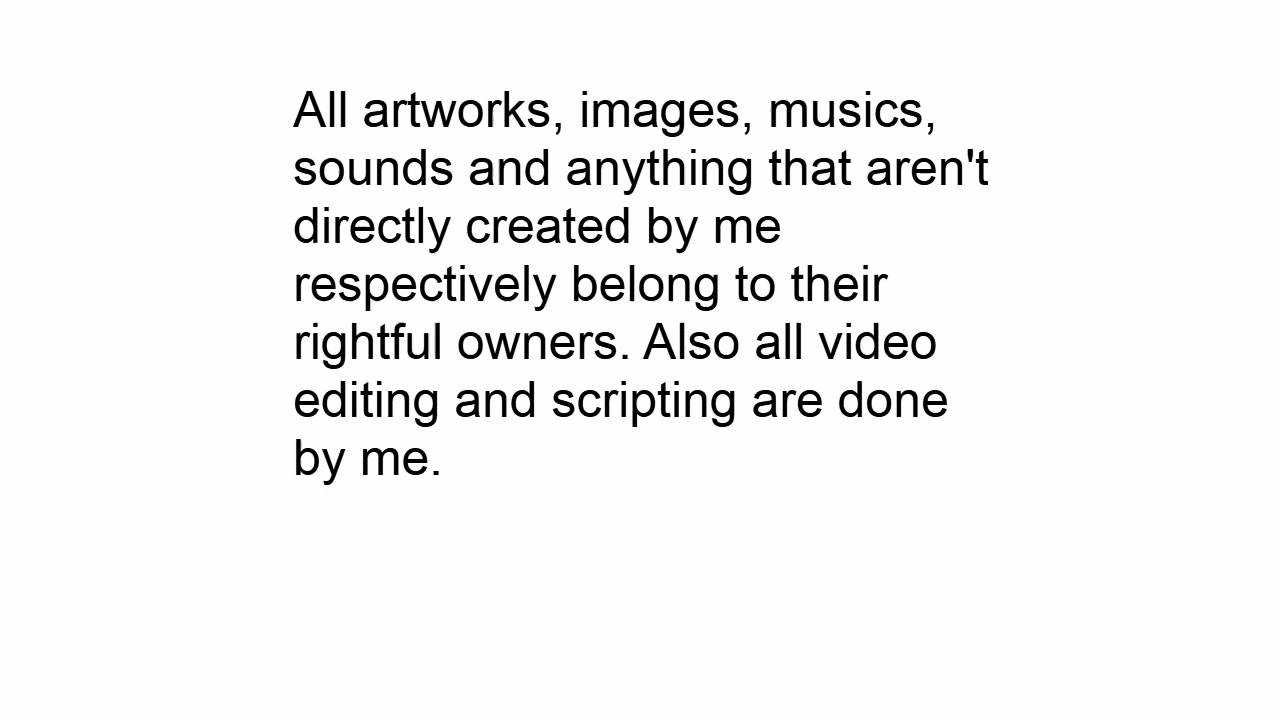 All artworks, images, musics,
sounds and anything that aren't
directly created by me
respectively belong to their
rightful owners. Also all video
editing and scripting are done
by me.